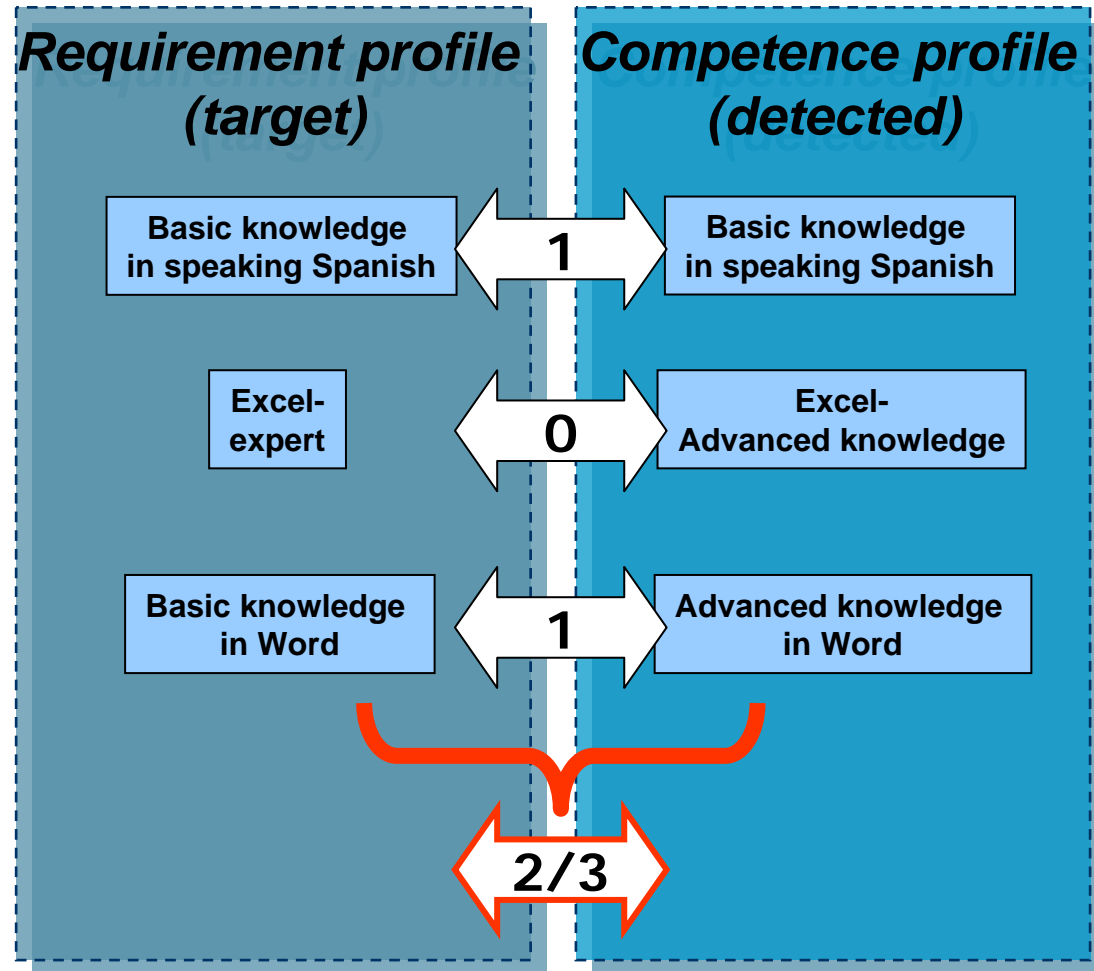 Requirement profile
(target)
Competence profile
(detected)
Basic knowledge
in speaking Spanish
1
Basic knowledge
in speaking Spanish
Excel-
expert
0
Excel-
Advanced knowledge
Basic knowledge
in Word
1
Advanced knowledge
in Word
2/3